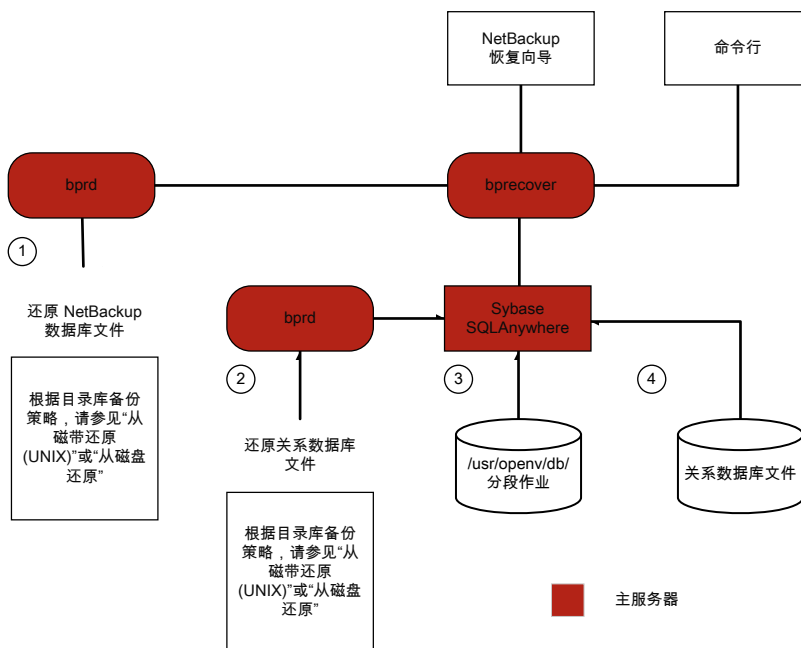 NetBackup
恢复向导
命令行
bprd
bprecover
1
还原 NetBackup
数据库文件
bprd
Sybase
SQLAnywhere
2
3
4
根据目录库备份
策略，请参见“从
磁带还原
(UNIX)”或“从磁盘
还原”
还原关系数据库
文件
/usr/openv/db/
分段作业
关系数据库文件
根据目录库备份
策略，请参见“从
磁带还原
(UNIX)”或“从磁盘
还原”
主服务器